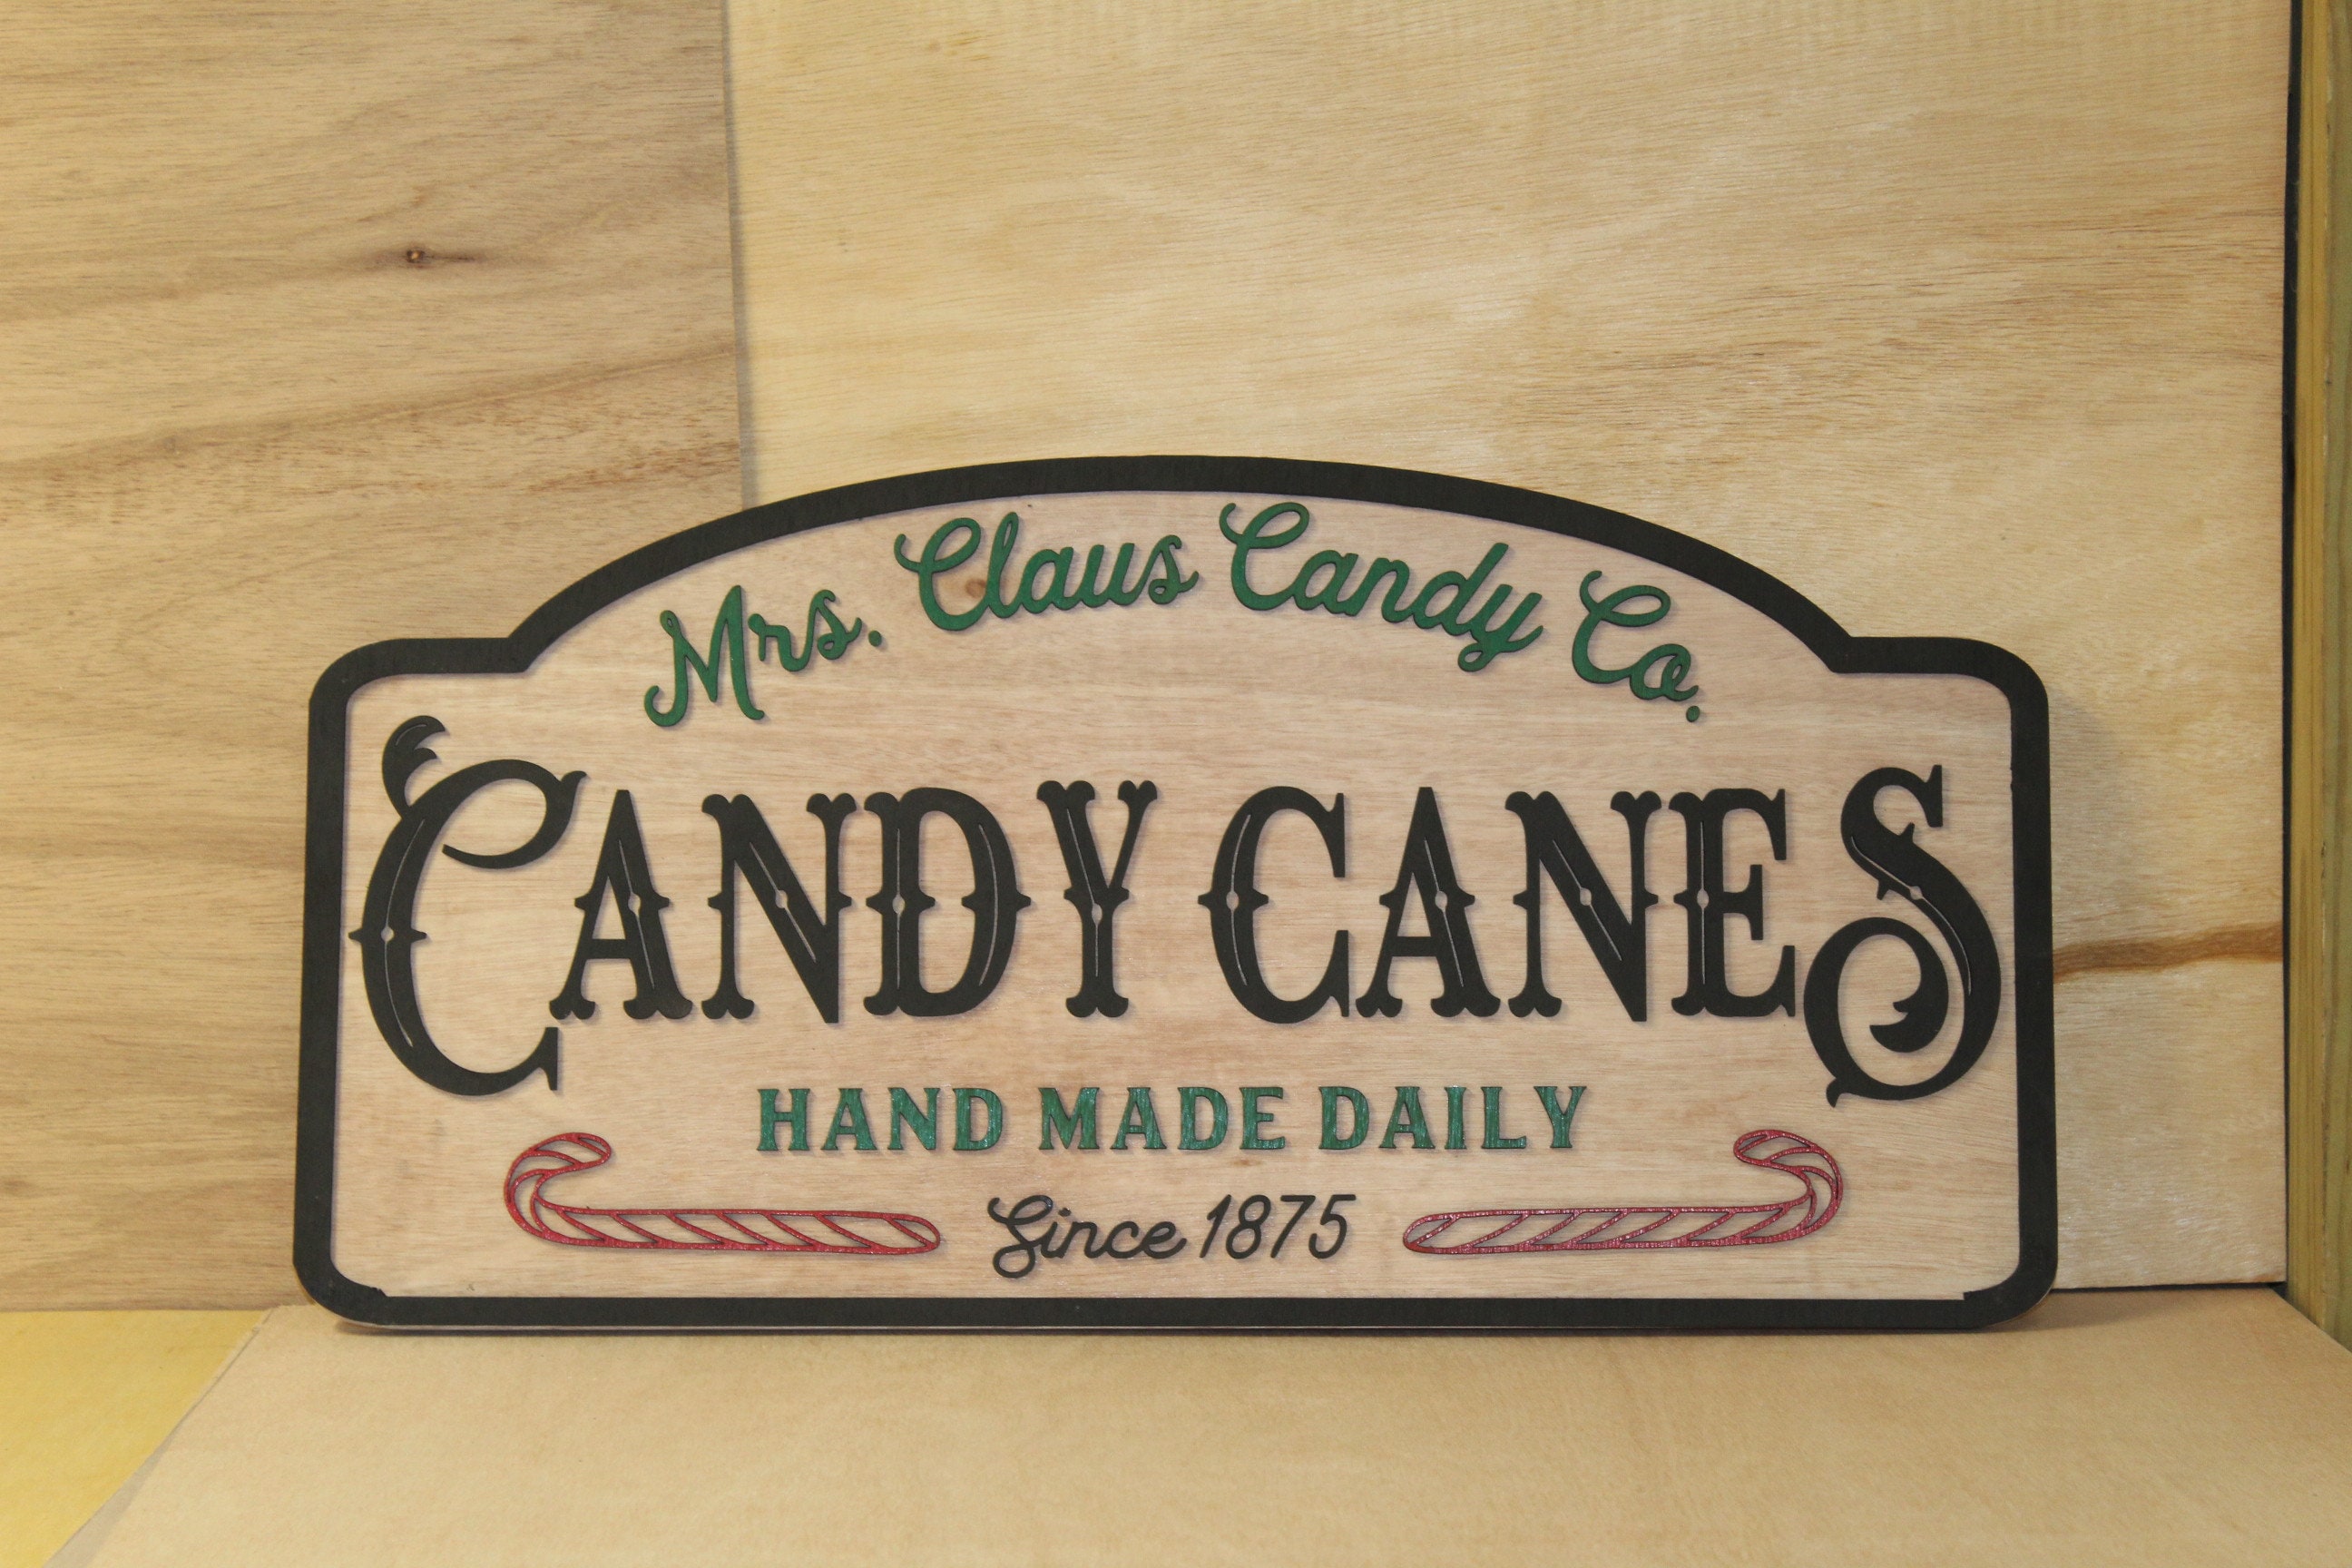 Mrs. Claus Candy Co.
CANDY CANES
HAND MADE DAILY
Since 1875